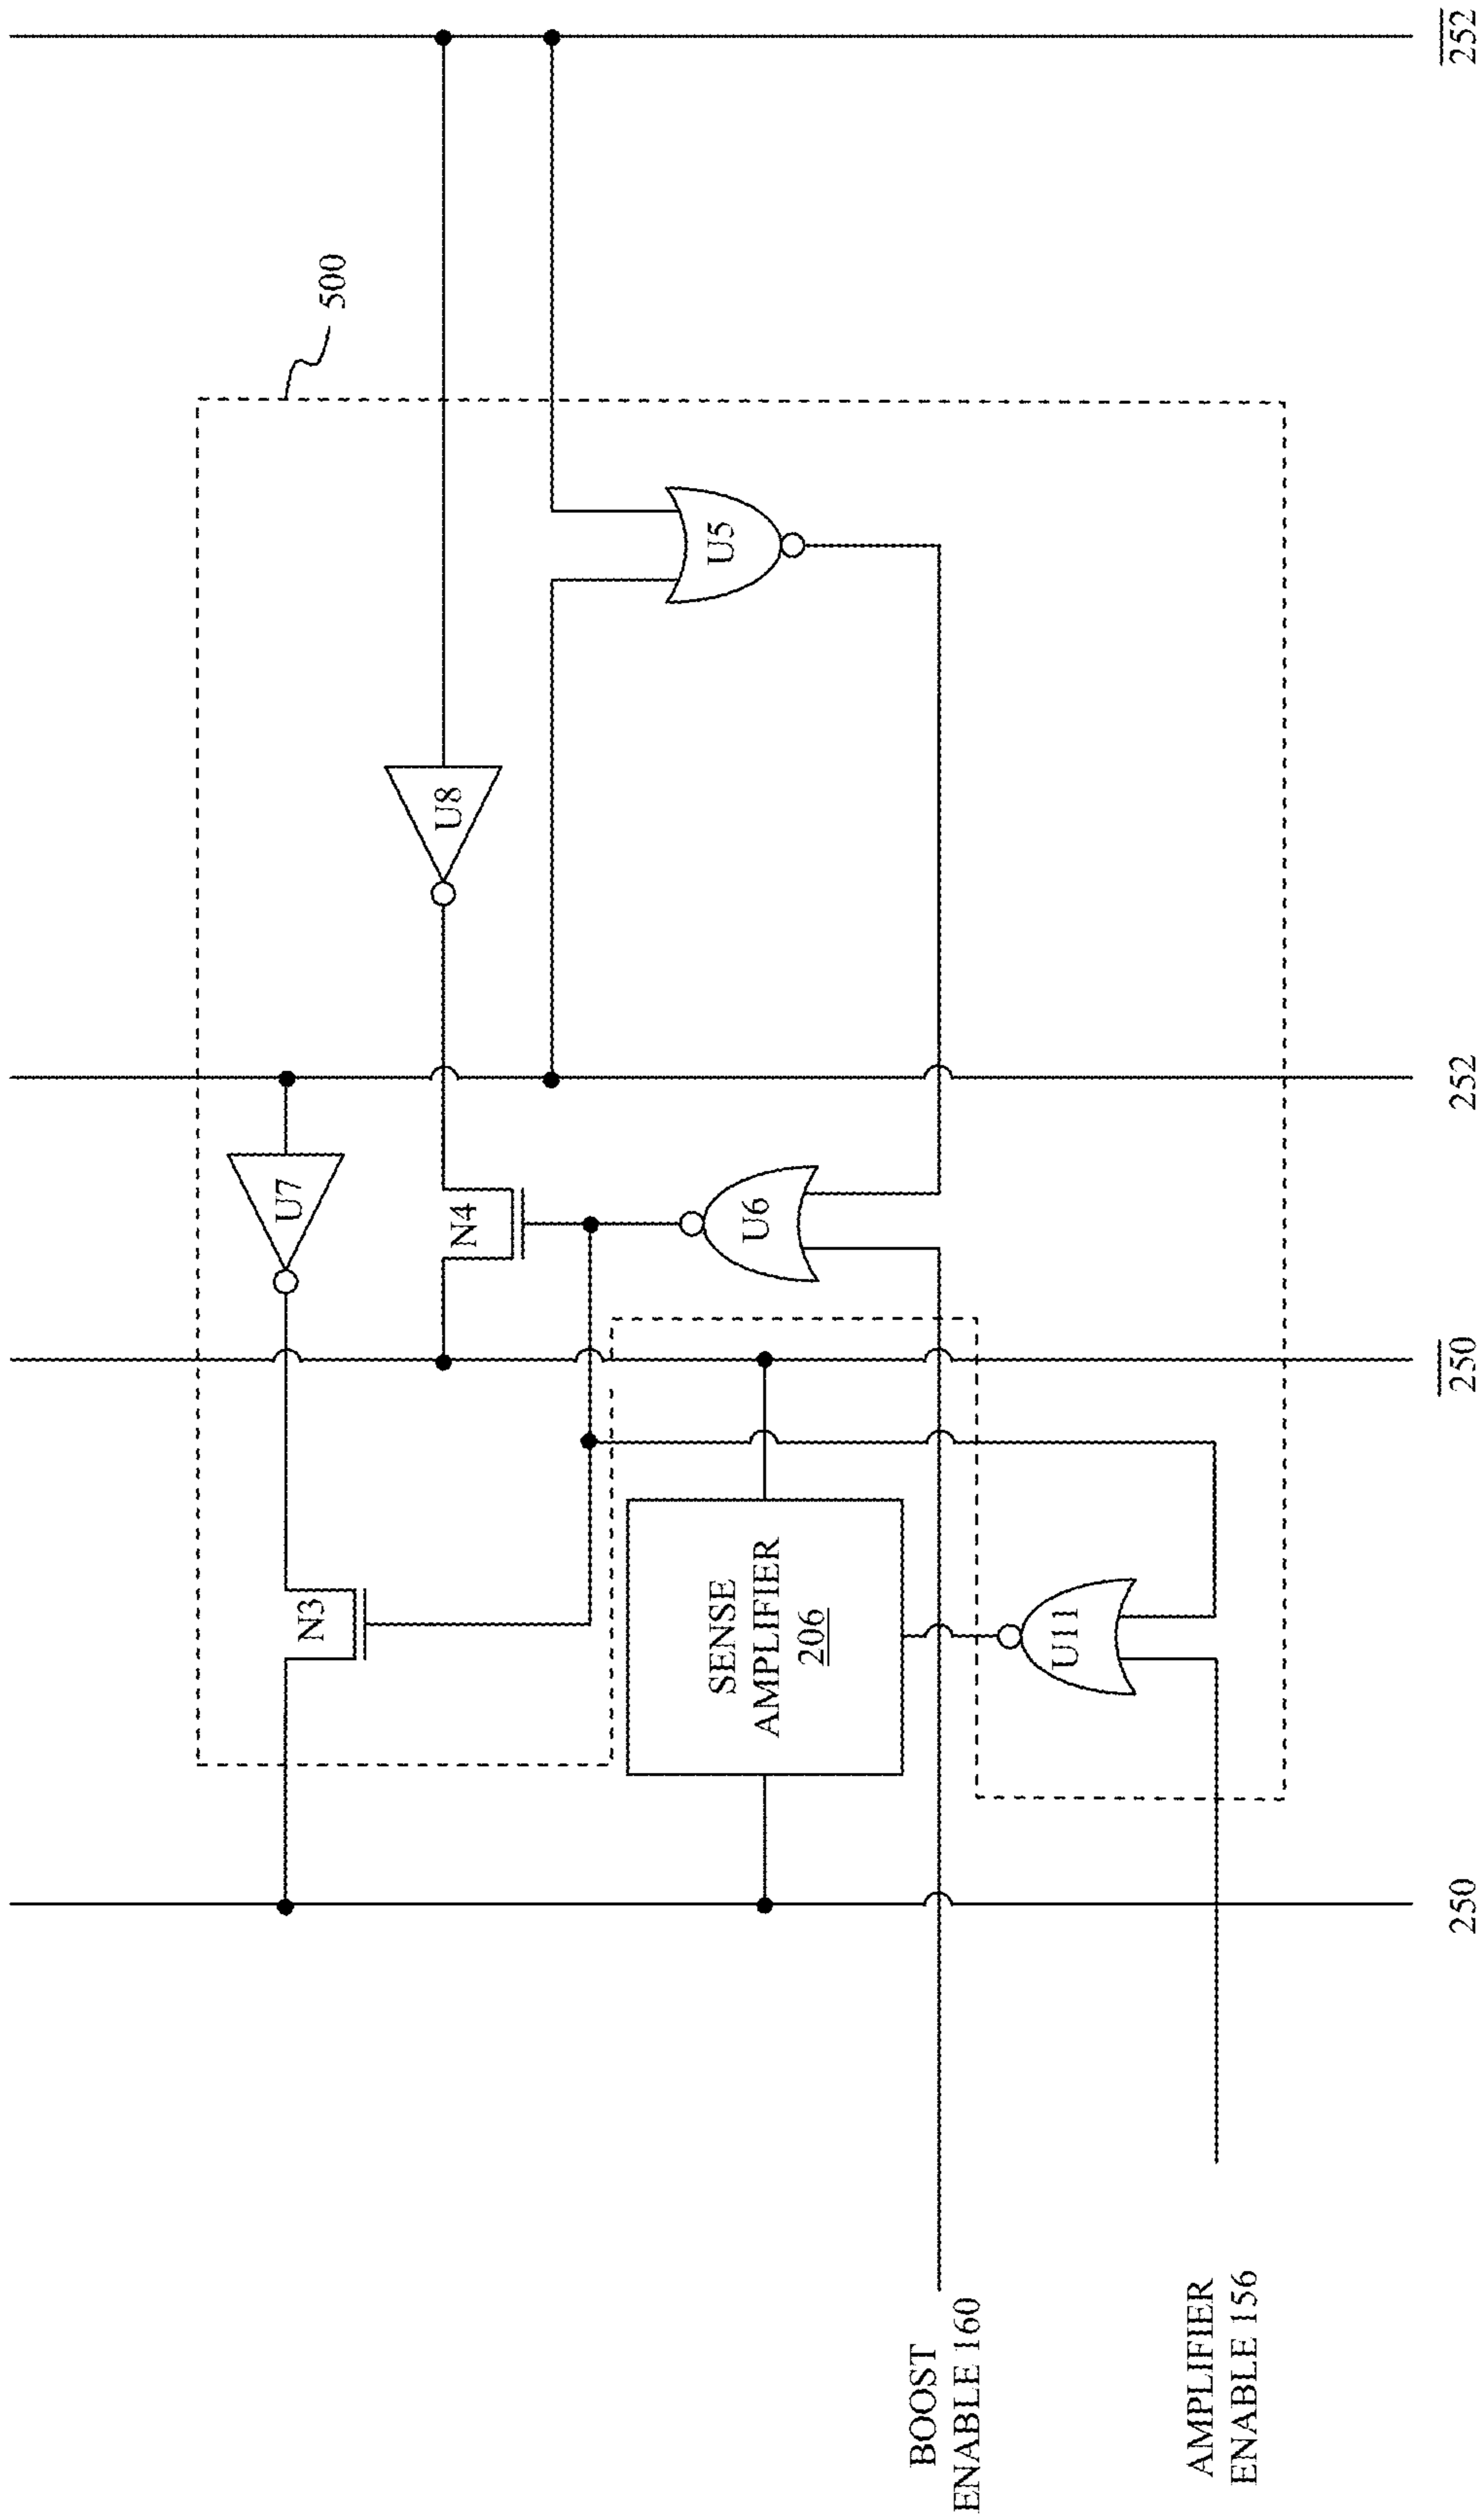 500
U7
U8
U5
N4
U6
N3
SENSE
AMPLIFIER
206
U11
BOOST
ENABLE 160
AMPLIFIER
ENABLE 156
250
250
252
252